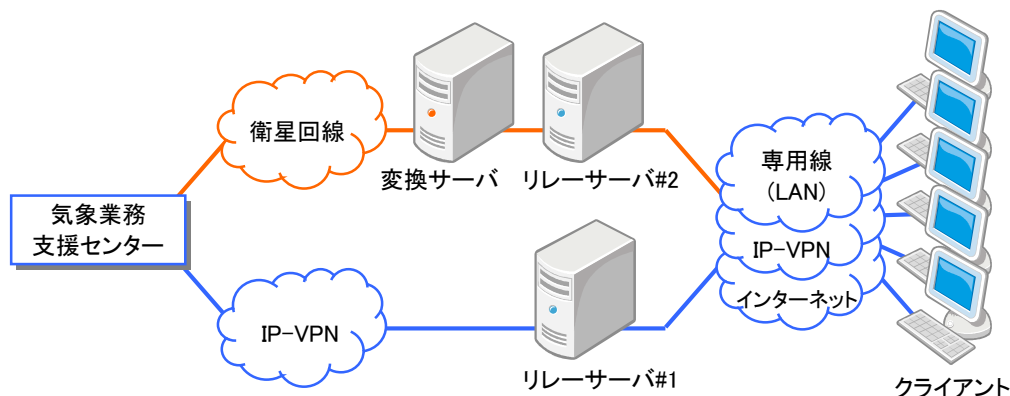 衛星回線
変換サーバ
リレーサーバ#2
専用線
(LAN)
気象業務
支援センター
IP-VPN
インターネット
IP-VPN
リレーサーバ#1
クライアント